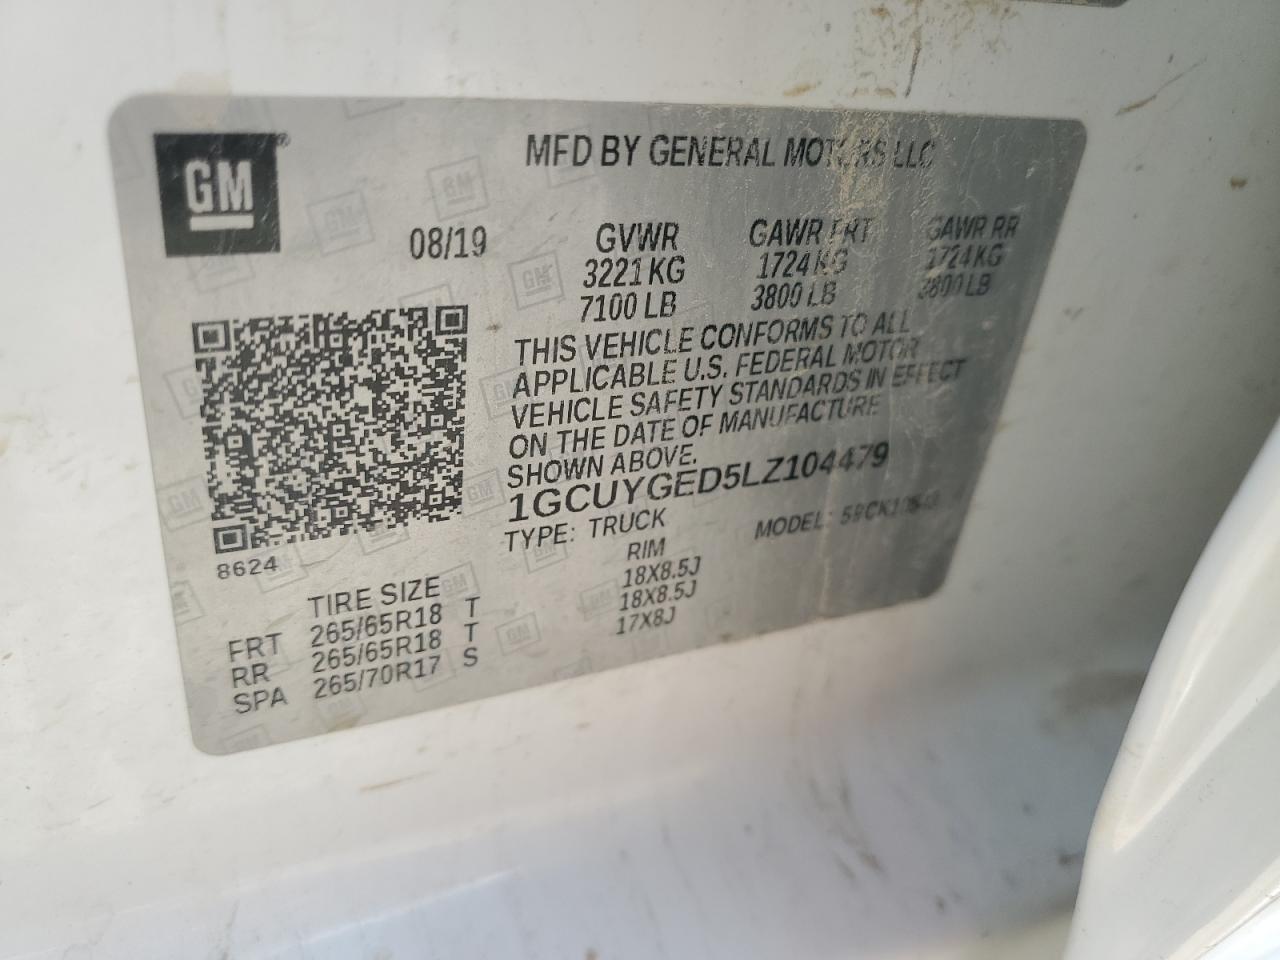 GM
MFD BY GENERAL MOTORS LLC
08/19
GVWR GAWR FRT GAWR RR
3221 KG 1724 KG 1724 KG
7100 LB 3800 LB 3800 LB
THIS VEHICLE CONFORMS TO ALL
APPLICABLE U.S. FEDERAL MOTOR
VEHICLE SAFETY STANDARDS IN EFFECT
ON THE DATE OF MANUFACTURE
SHOWN ABOVE.
1GCUYGED5LZ104479
TYPE: TRUCK MODEL:
8624
TIRE SIZE RIM
FRT 265/65R18 T 18X8.5J
RR 265/65R18 T 18X8.5J
SPA 265/70R17 S 17X8J